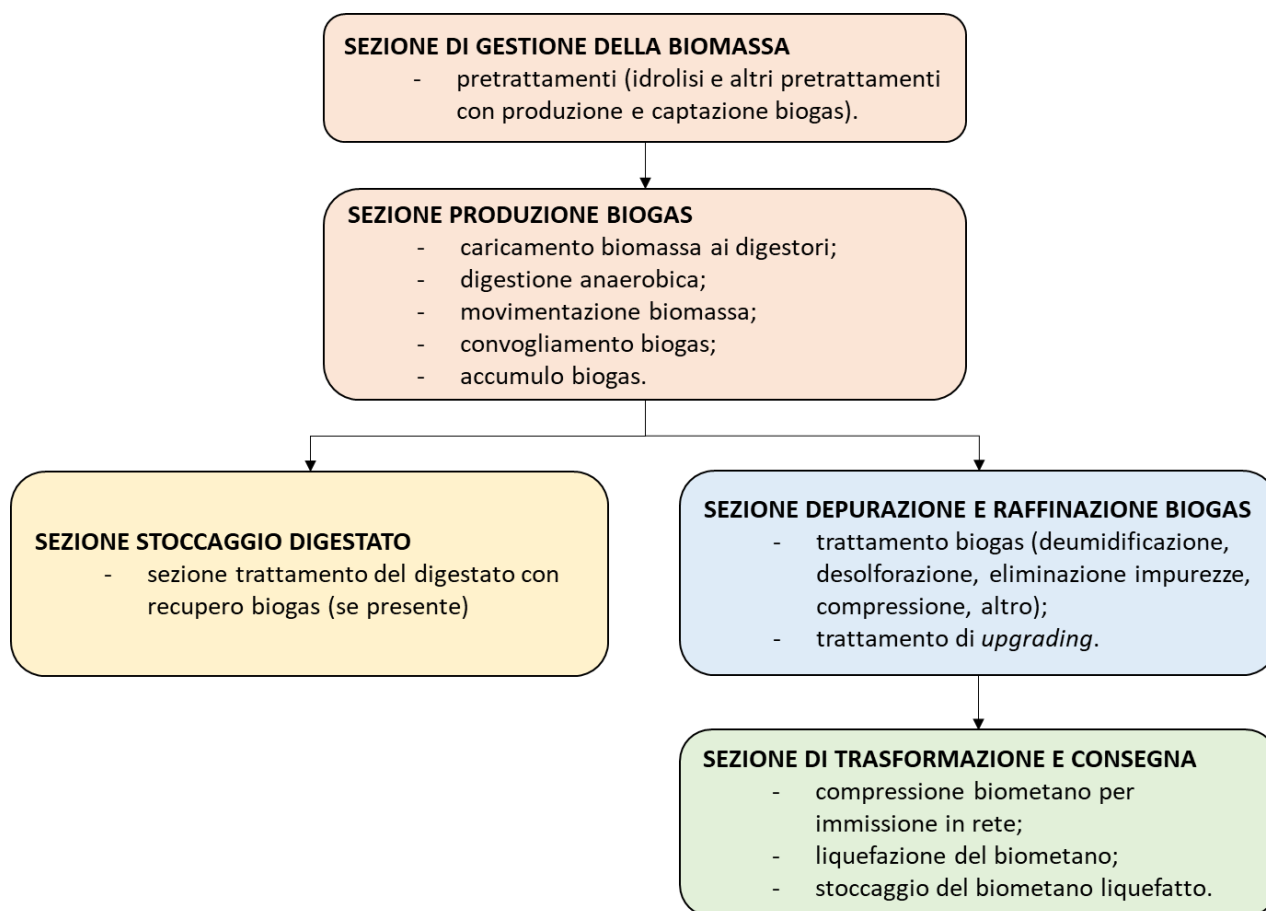 SEZIONE DI GESTIONE DELLA BIOMASSA
- pretrattamenti (idrolisi e altri pretrattamenti
con produzione e captazione biogas).
SEZIONE PRODUZIONE BIOGAS
- caricamento biomassa ai digestori;
- digestione anaerobica;
- movimentazione biomassa;
- convogliamento biogas;
- accumulo biogas.
SEZIONE STOCCAGGIO DIGESTATO
- sezione trattamento del digestato con
recupero biogas (se presente)
SEZIONE DEPURAZIONE E RAFFINAZIONE BIOGAS
- trattamento biogas (deumidificazione,
desolforazione, eliminazione impurezze,
compressione, altro);
- trattamento di upgrading.
SEZIONE DI TRASFORMAZIONE E CONSEGNA
- compressione biometano per
immissione in rete;
- liquefazione del biometano;
- stoccaggio del biometano liquefatto.